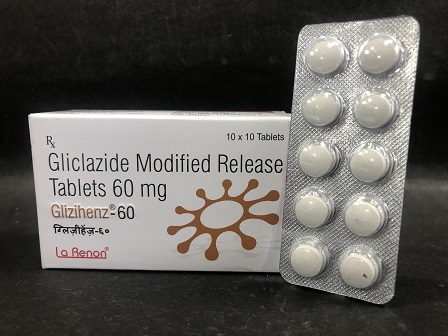 Rx
10 x 10 Tablets
Gliclazide Modified Release
Tablets 60 mg
Glizihenz®-60
ग्लिज़ीहेंज़-६०
La Renon®